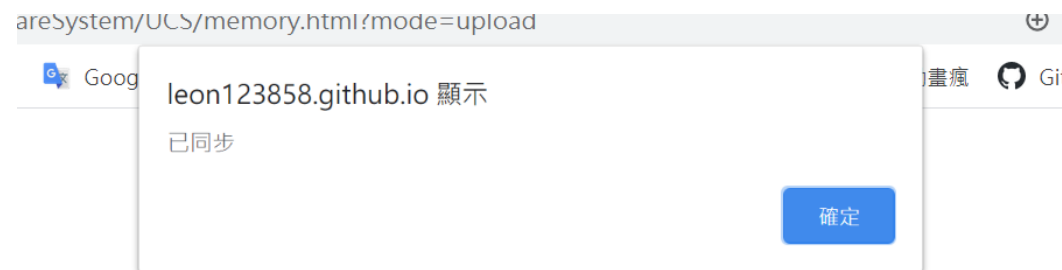 areSystem/UCS/memory.html?mode=upload
Goog
leon123858.github.io 顯示
畫瘋
Gi
已同步
確定